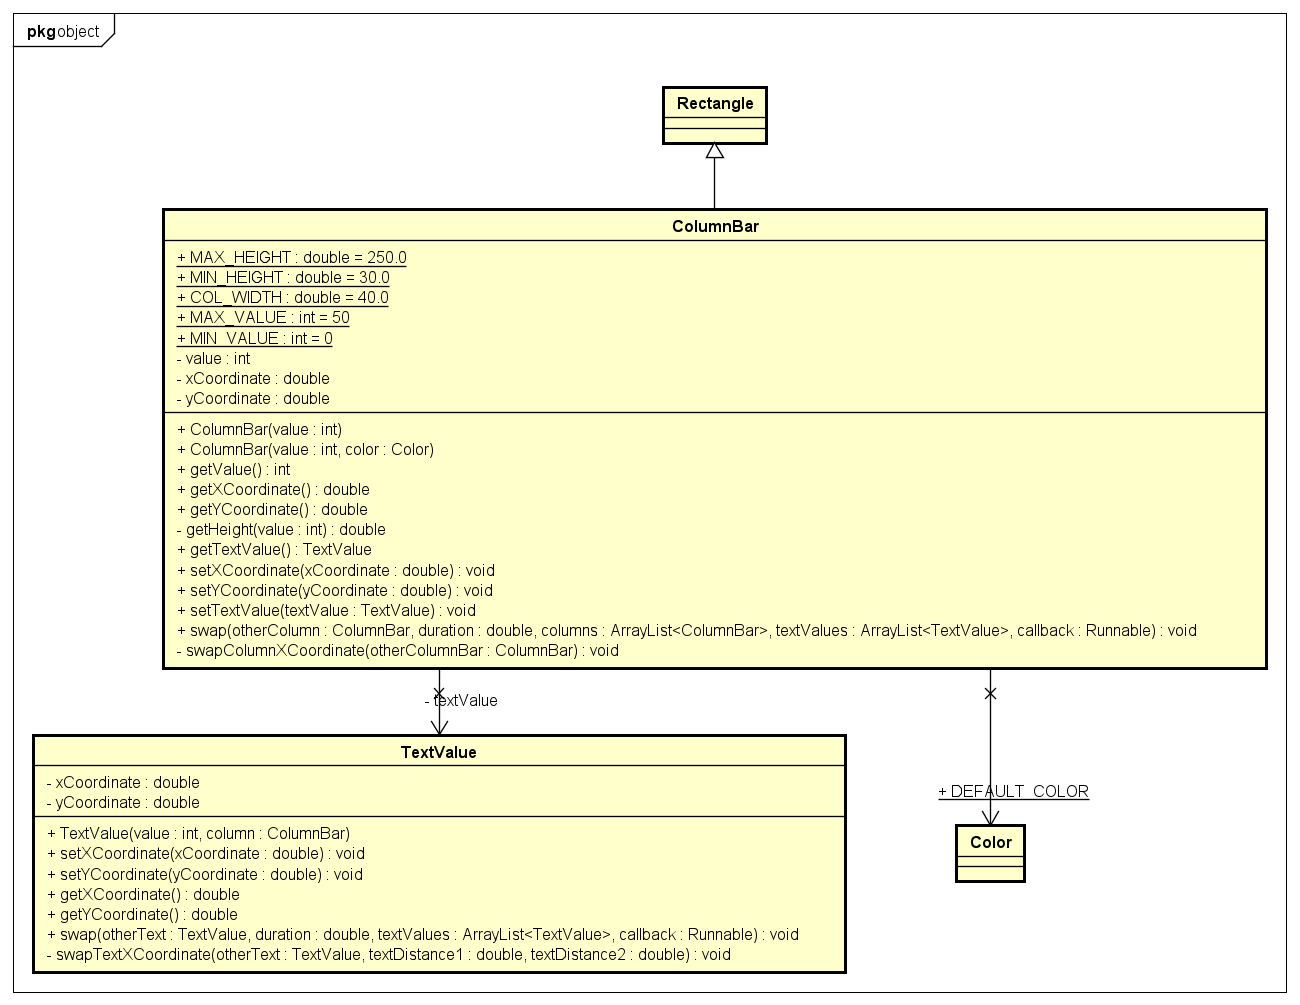 pkg object
Rectangle
ColumnBar
+ MAX_HEIGHT : double = 250.0
+ MIN_HEIGHT : double = 30.0
+ COL_WIDTH : double = 40.0
+ MAX_VALUE : int = 50
+ MIN_VALUE : int = 0
- value : int
- xCoordinate : double
- yCoordinate : double
+ ColumnBar(value : int)
+ ColumnBar(value : int, color : Color)
+ getValue() : int
+ getXCoordinate() : double
+ getYCoordinate() : double
- getHeight(value : int) : double
+ getTextValue() : TextValue
+ setXCoordinate(xCoordinate : double) : void
+ setYCoordinate(yCoordinate : double) : void
+ setTextValue(textValue : TextValue) : void
+ swap(otherColumn : ColumnBar, duration : double, columns : ArrayList<ColumnBar>, textValues : ArrayList<TextValue>, callback : Runnable) : void
- swapColumnXCoordinate(otherColumnBar : ColumnBar) : void
- textValue
TextValue
- xCoordinate : double
- yCoordinate : double
+ TextValue(value : int, column : ColumnBar)
+ setXCoordinate(xCoordinate : double) : void
+ setYCoordinate(yCoordinate : double) : void
+ getXCoordinate() : double
+ getYCoordinate() : double
+ swap(otherText : TextValue, duration : double, textValues : ArrayList<TextValue>, callback : Runnable) : void
- swapTextXCoordinate(otherText : TextValue, textDistance1 : double, textDistance2 : double) : void
+ DEFAULT_COLOR
Color